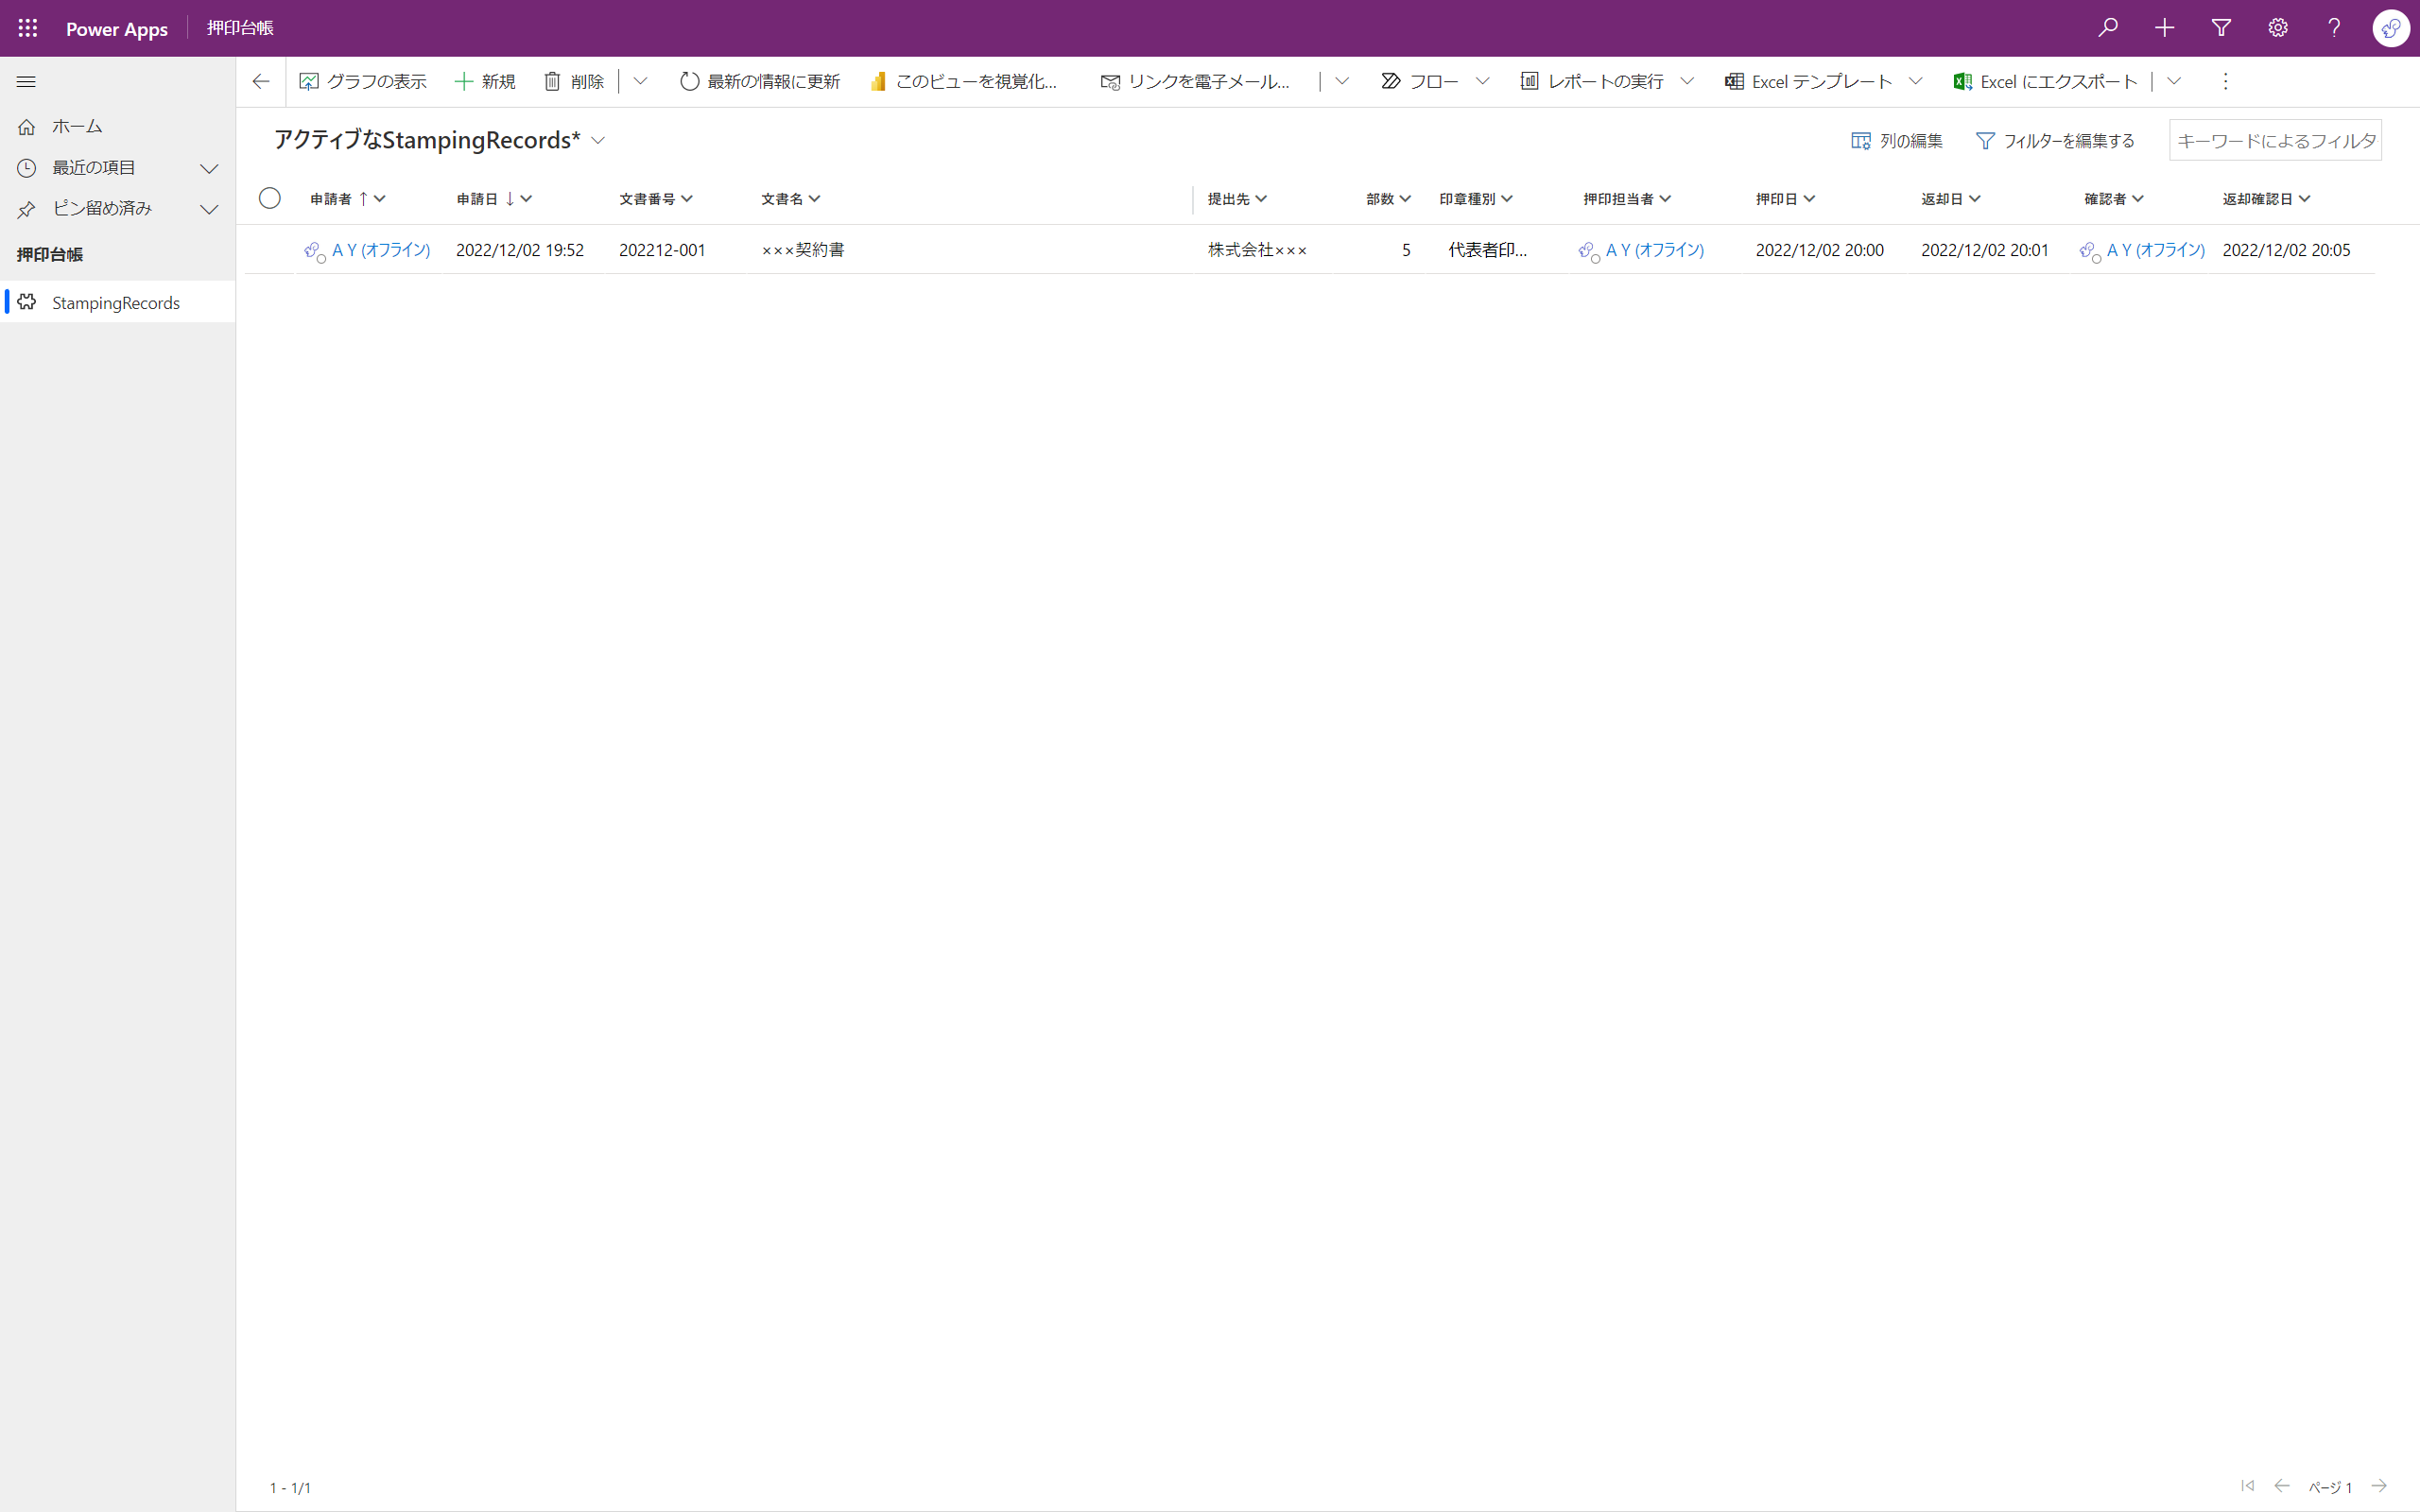 Power Apps 押印台帳
グラフの表示 新規 削除 最新の情報に更新 このビューを視覚化... リンクを電子メール... フロー レポートの実行 Excel テンプレート Excel にエクスポート
ホーム
最近の項目
ピン留め済み
押印台帳
StampingRecords
アクティブなStampingRecords* 列の編集 フィルターを編集する キーワードによるフィルタ
申請者 ↑ 申請日 ↓ 文書番号 文書名 提出先 部数 印章種別 押印担当者 押印日 返却日 確認者 返却確認日
A Y (オフライン) 2022/12/02 19:52 202212-001 ×××契約書 株式会社××× 5 代表者印... A Y (オフライン) 2022/12/02 20:00 2022/12/02 20:01 A Y (オフライン) 2022/12/02 20:05
1 - 1/1 ページ 1